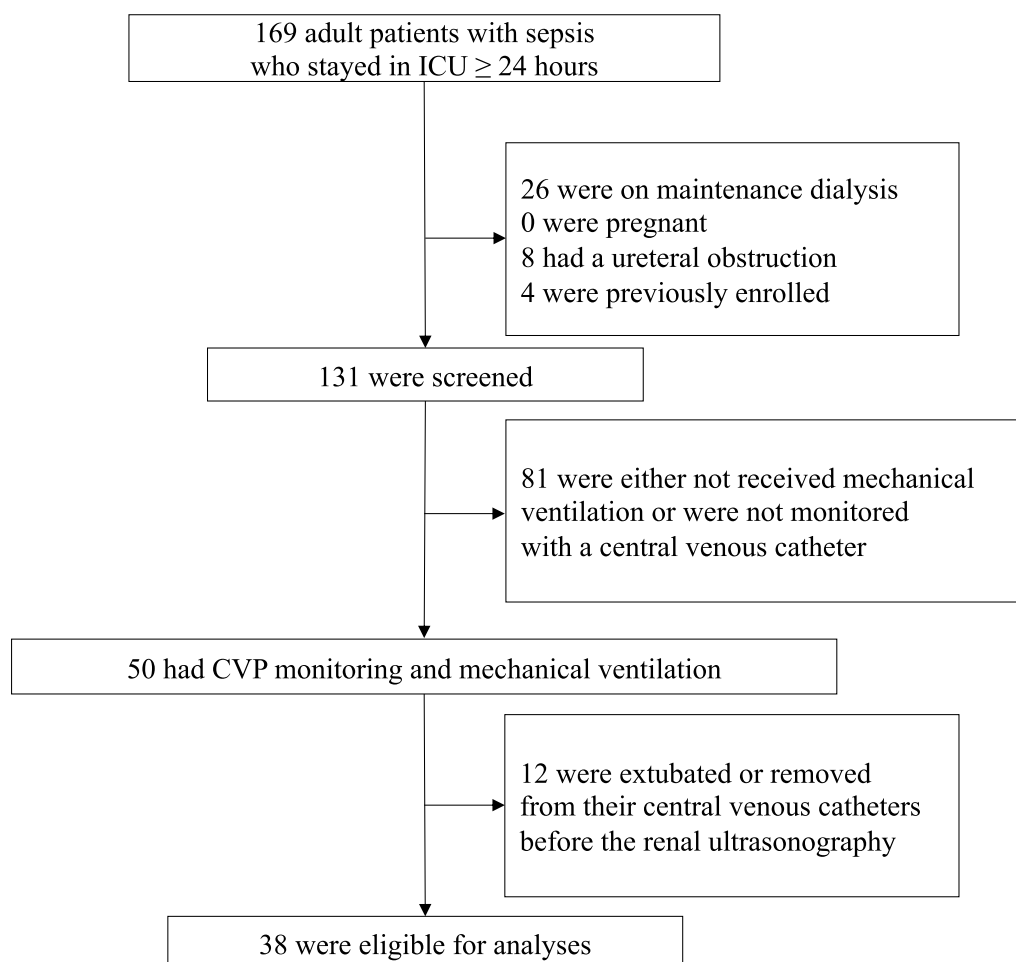 169 adult patients with sepsis
who stayed in ICU ≥ 24 hours
26 were on maintenance dialysis
0 were pregnant
8 had a ureteral obstruction
4 were previously enrolled
131 were screened
81 were either not received mechanical
ventilation or were not monitored
with a central venous catheter
50 had CVP monitoring and mechanical ventilation
12 were extubated or removed
from their central venous catheters
before the renal ultrasonography
38 were eligible for analyses